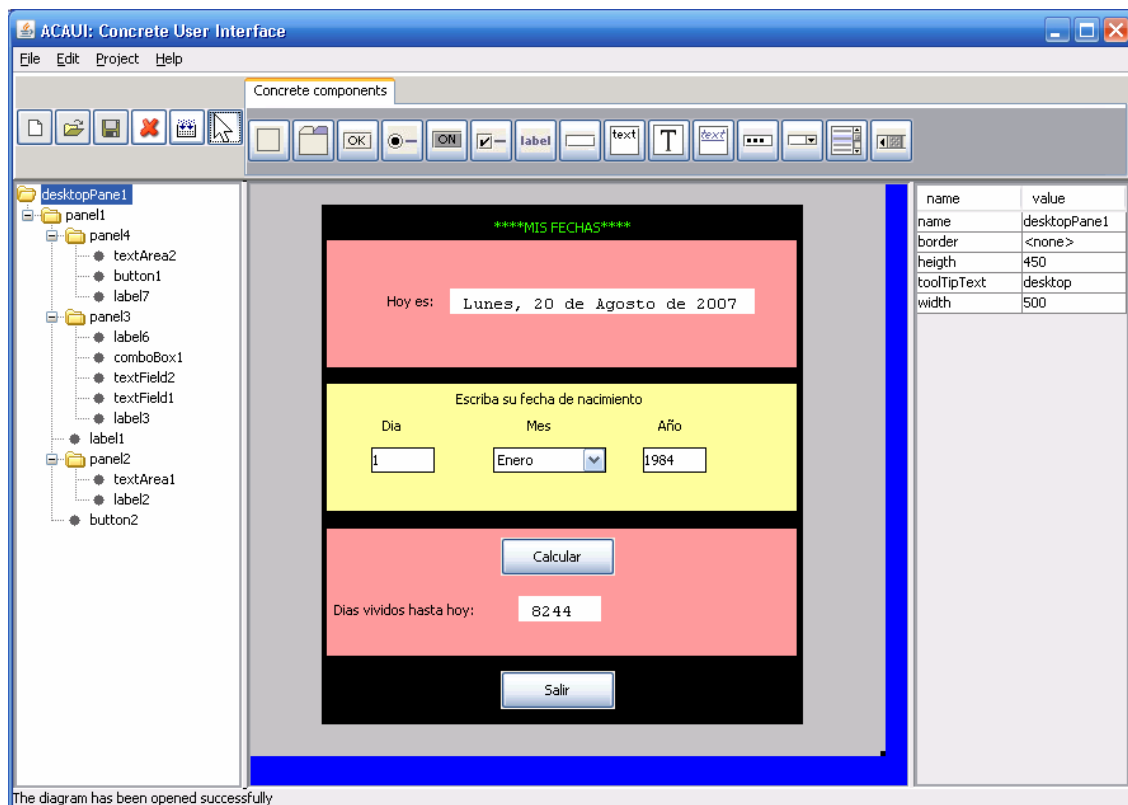 ACAUI: Concrete User Interface
File Edit Project Help
Concrete components
OK
ON
label
text
T
text
desktopPane1
panel1
panel4
textArea2
button1
label7
panel3
label6
comboBox1
textField2
textField1
label3
label1
panel2
textArea1
label2
button2
****MIS FECHAS****
Hoy es: Lunes, 20 de Agosto de 2007
Escriba su fecha de nacimiento
Dia Mes Año
1 Enero 1984
Calcular
Dias vividos hasta hoy: 8244
Salir
name value
name desktopPane1
border <none>
heigth 450
toolTipText desktop
width 500
The diagram has been opened successfully